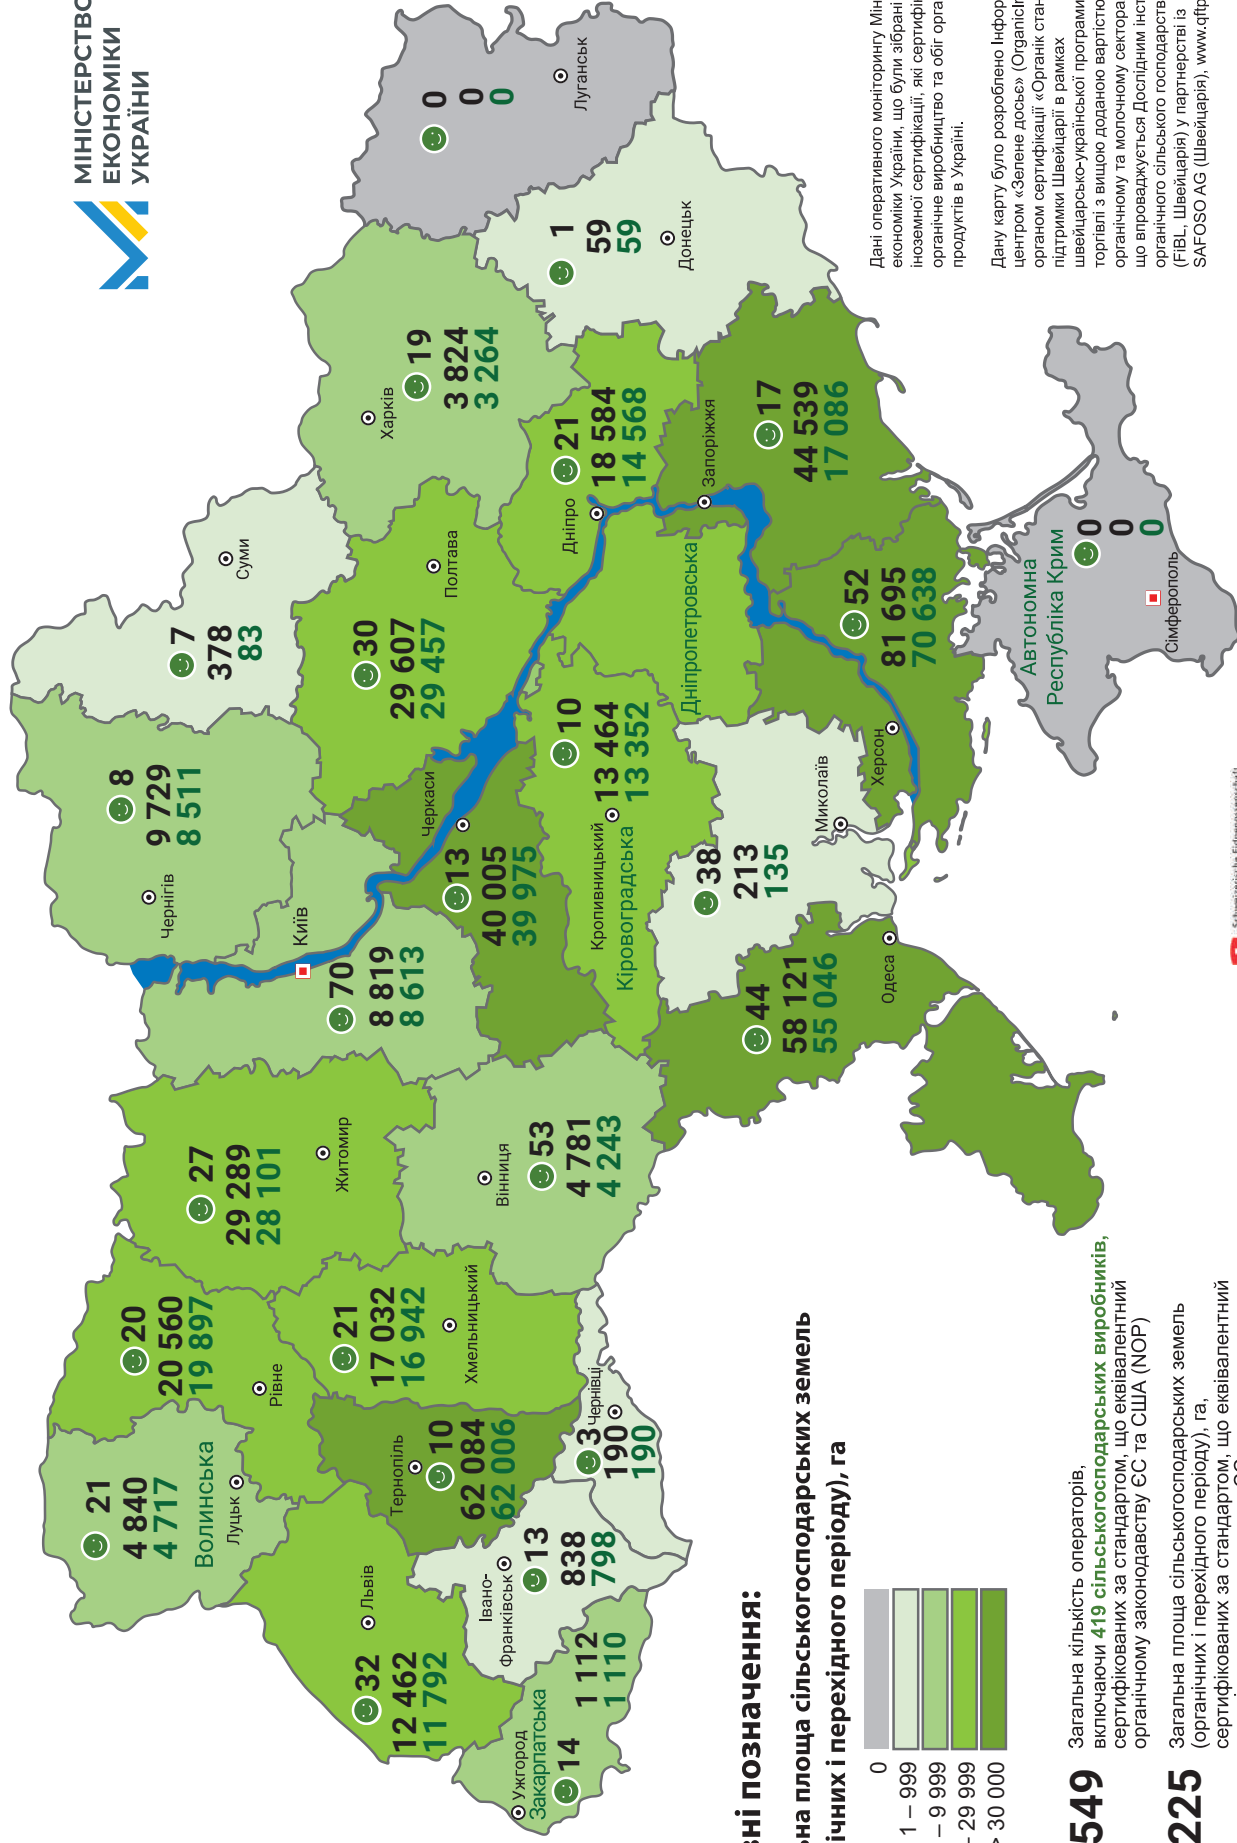 МІНІСТЕРСТВО
ЕКОНОМІКИ
УКРАЇНИ
21
4 840
4 717
Волинська
Луцьк
20
20 560
19 897
Рівне
27
29 289
28 101
Житомир
Київ
70
8 819
8 613
Чернігів
8
9 729
8 511
7
378
83
Суми
32
12 462
11 792
Львів
Тернопіль
10
62 084
62 006
21
17 032
16 942
Хмельницький
Вінниця
53
4 781
4 243
Черкаси
13
40 005
39 975
30
29 607
29 457
Полтава
Харків
19
3 824
3 264
0
0
0
Луганськ
Ужгород
Закарпатська
14
1 112
1 110
Івано-
Франківськ
13
838
798
Чернівці
3
190
190
Кропивницький
Кіровоградська
10
13 464
13 352
Дніпро
21
18 584
14 568
Дніпропетровська
1
59
59
Донецьк
44
58 121
55 046
Одеса
38
213
135
Миколаїв
Херсон
52
81 695
70 638
Запоріжжя
17
44 539
17 086
Автономна
Республіка Крим
0
0
0
Сімферополь
Дані оперативного моніторингу Мін
економіки України, що були зібрані
іноземної сертифікації, які сертифі
органічне виробництво та обіг орга
продуктів в Україні.
Дану карту було розроблено Інфор
центром «Зелене досьє» (OrganicIn
органом сертифікації «Органік стан
підтримки Швейцарії в рамках
швейцарсько-української програми
торгівлі з вищою доданою вартістю
органічному та молочному сектора
що впроваджується Дослідним інст
органічного сільського господарств
(FiBL, Швейцарія) у партнерстві із
SAFOSO AG (Швейцарія), www.qftp
вні позначення:
на площа сільськогосподарських земель
ічних і перехідного періоду), га
0
1 – 999
– 9 999
– 29 999
> 30 000
549
Загальна кількість операторів,
включаючи 419 сільськогосподарських виробників,
сертифікованих за стандартом, що еквівалентний
органічному законодавству ЄС та США (NOP)
225
Загальна площа сільськогосподарських земель
(органічних і перехідного періоду), га,
сертифікованих за стандартом, що еквівалентний